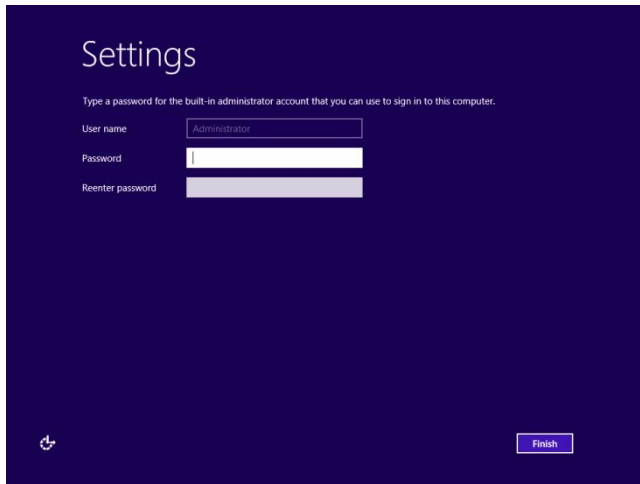 Settings
Type a password for the built-in administrator account that you can use to sign in to this computer.
User name Administrator
Password
Reenter password
Finish